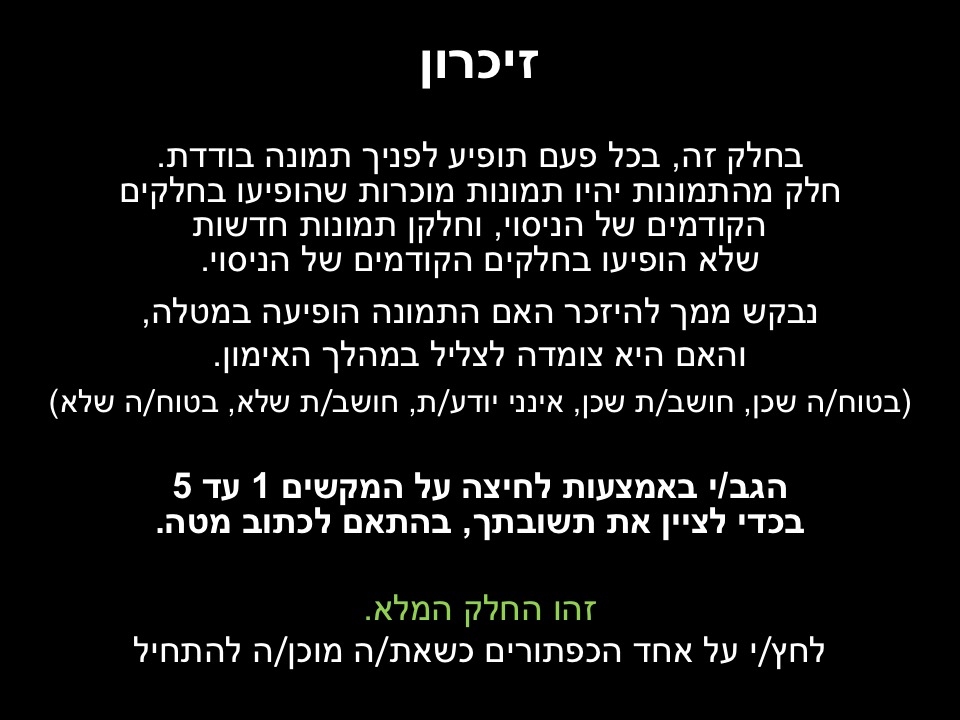 זיכרון
בחלק זה, בכל פעם תופיע לפניך תמונה בודדת.
חלק מהתמונות יהיו תמונות מוכרות שהופיעו בחלקים
הקודמים של הניסוי, וחלקן תמונות חדשות
שלא הופיעו בחלקים הקודמים של הניסוי.
נבקש ממך להיזכר האם התמונה הופיעה במטלה,
והאם היא צומדה לצליל במהלך האימון.
(בטוח/ה שכן, חושב/ת שכן, אינני יודע/ת, חושב/ת שלא, בטוח/ה שלא)
הגב/י באמצעות לחיצה על המקשים 1 עד 5
בכדי לציין את תשובתך, בהתאם לכתוב מטה.
זהו החלק המלא.
לחץ/י על אחד הכפתורים כשאת/ה מוכן/ה להתחיל